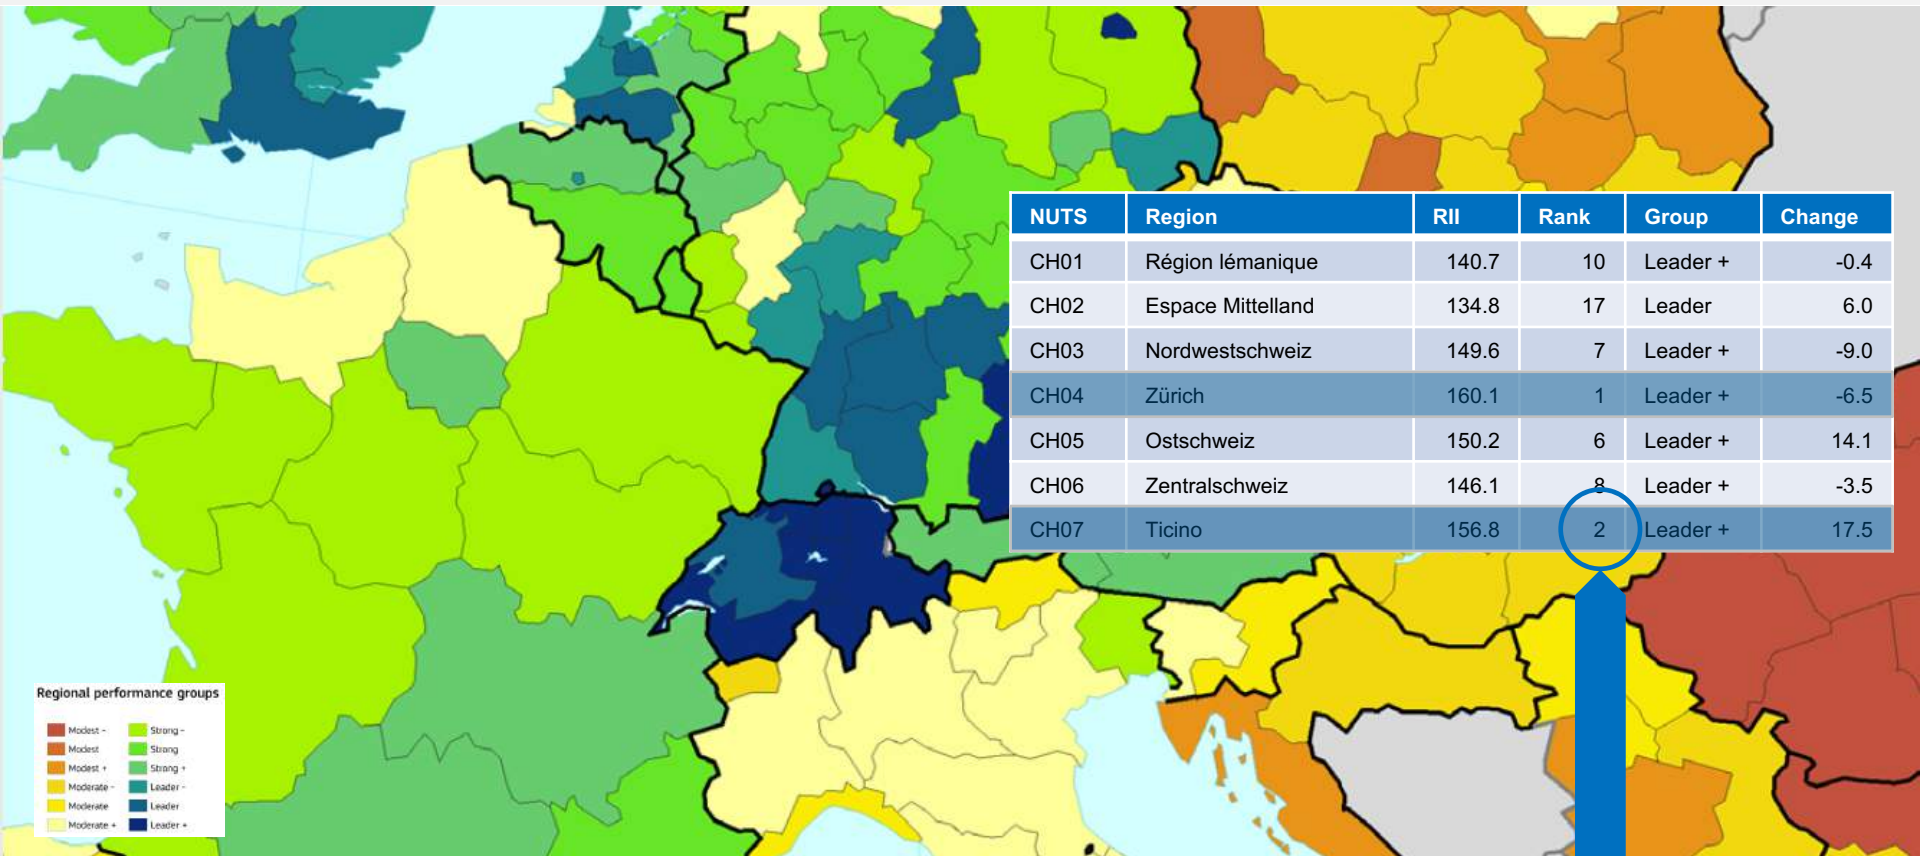 NUTS Region RII Rank Group Change
CH01 Région lémanique 140.7 10 Leader + -0.4
CH02 Espace Mittelland 134.8 17 Leader 6.0
CH03 Nordwestschweiz 149.6 7 Leader + -9.0
CH04 Zürich 160.1 1 Leader + -6.5
CH05 Ostschweiz 150.2 6 Leader + 14.1
CH06 Zentralschweiz 146.1 8 Leader + -3.5
CH07 Ticino 156.8 2 Leader + 17.5
Regional performance groups
Modest - Strong -
Modest Strong
Modest + Strong +
Moderate - Leader -
Moderate Leader
Moderate + Leader +